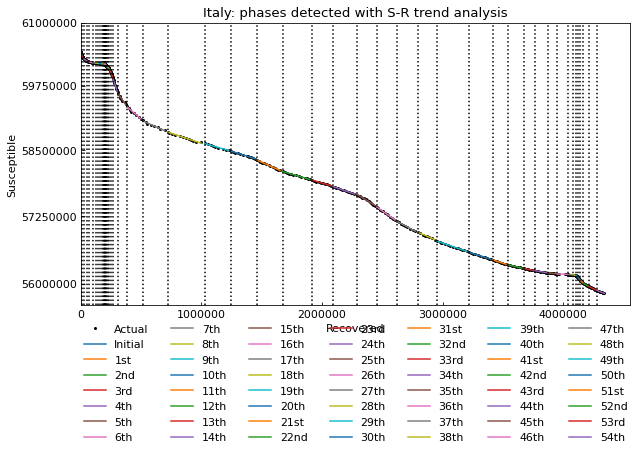 Italy: phases detected with S-R trend analysis
61000000
59750000
58500000
57250000
56000000
Susceptible
0 1000000 2000000 3000000 4000000
Recovered
Actual 7th 15th 23rd 31st 39th 47th
Initial 8th 16th 24th 32nd 40th 48th
1st 9th 17th 25th 33rd 41st 49th
2nd 10th 18th 26th 34th 42nd 50th
3rd 11th 19th 27th 35th 43rd 51st
4th 12th 20th 28th 36th 44th 52nd
5th 13th 21st 29th 37th 45th 53rd
6th 14th 22nd 30th 38th 46th 54th